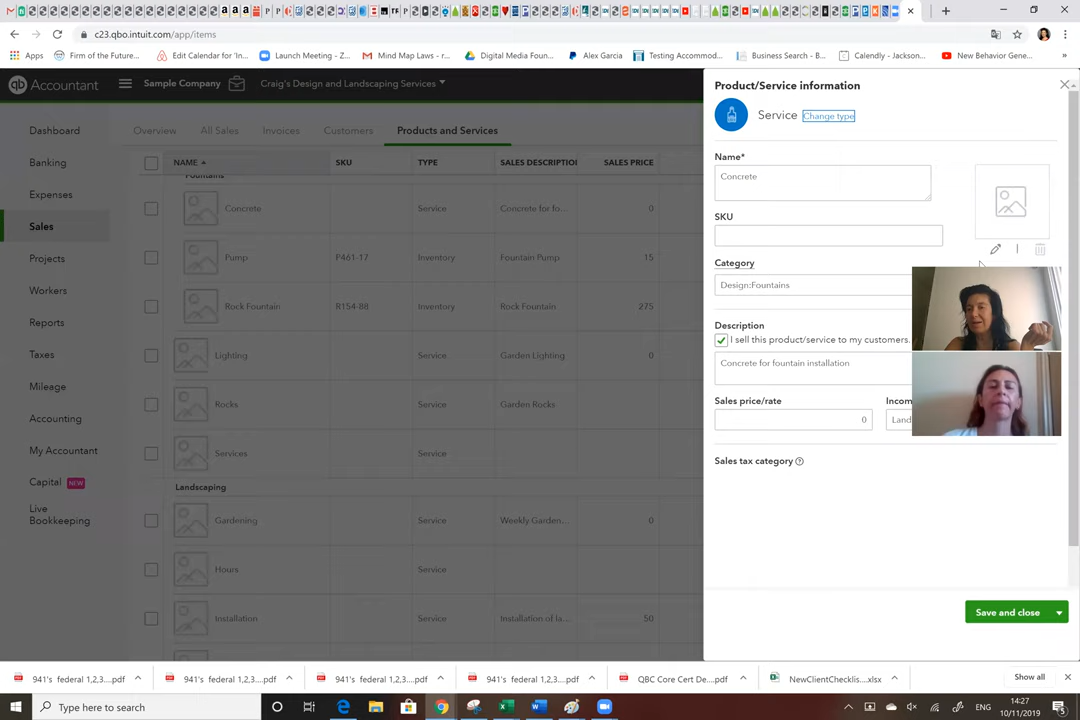 c23.qbo.intuit.com/app/items
Apps
Firm of the Future...
Edit Calendar for 'In...
Launch Meeting - Z...
Mind Map Laws - r...
Digital Media Foun...
Alex Garcia
Testing Accommod...
Business Search - B...
Calendly - Jackson...
New Behavior Gene...
qb Accountant
Sample Company
Craig's Design and Landscaping Services
Dashboard
Banking
Expenses
Sales
Projects
Workers
Reports
Taxes
Mileage
Accounting
My Accountant
Capital NEW
Live
Bookkeeping
Overview All Sales Invoices Customers Products and Services
NAME SKU TYPE SALES DESCRIPTION SALES PRICE
Fountains
Concrete Service Concrete for fo... 0
Pump P461-17 Inventory Fountain Pump 15
Rock Fountain R154-88 Inventory Rock Fountain 275
Lighting Service Garden Lighting 0
Rocks Service Garden Rocks
Services Service
Landscaping
Gardening Service Weekly Garden... 0
Hours Service
Installation Service Installation of la... 50
Product/Service information
Service Change type
Name*
Concrete
SKU
Category
Design:Fountains
Description
I sell this product/service to my customers.
Concrete for fountain installation
Sales price/rate Incom
0 Land
Sales tax category
Save and close
941's federal 1,2,3....pdf
941's federal 1,2,3....pdf
941's federal 1,2,3....pdf
941's federal 1,2,3....pdf
QBC Core Cert De....pdf
NewClientChecklis....xlsx
Show all
Type here to search
ENG
14:27
10/11/2019
5